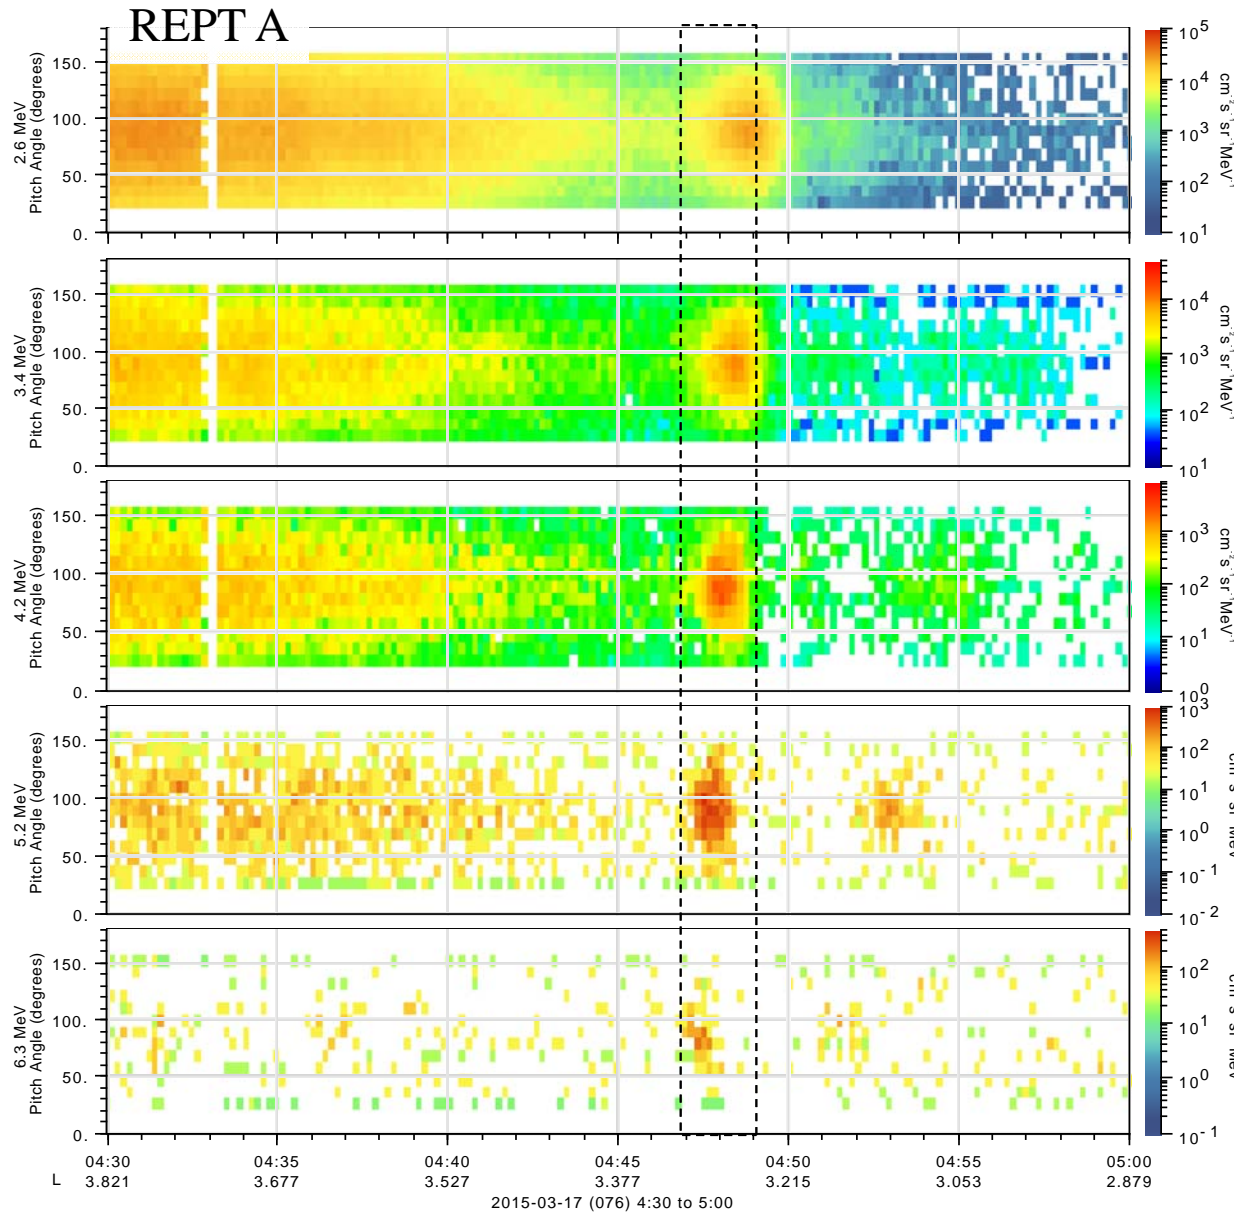 REPT A
2.6 MeV
Pitch Angle (degrees)
150.
100.
50.
0.
10^5
10^4
10^3
10^2
10^1
cm^-2 s^-1 sr^-1 MeV^-1
3.4 MeV
Pitch Angle (degrees)
150.
100.
50.
0.
10^4
10^3
10^2
10^1
cm^-2 s^-1 sr^-1 MeV^-1
4.2 MeV
Pitch Angle (degrees)
150.
100.
50.
0.
10^3
10^2
10^1
10^0
cm^-2 s^-1 sr^-1 MeV^-1
5.2 MeV
Pitch Angle (degrees)
150.
100.
50.
0.
10^3
10^2
10^1
10^0
10^-1
10^-2
6.3 MeV
Pitch Angle (degrees)
150.
100.
50.
0.
10^2
10^1
10^0
10^-1
04:30 04:35 04:40 04:45 04:50 04:55 05:00
L 3.821 3.677 3.527 3.377 3.215 3.053 2.879
2015-03-17 (076) 4:30 to 5:00